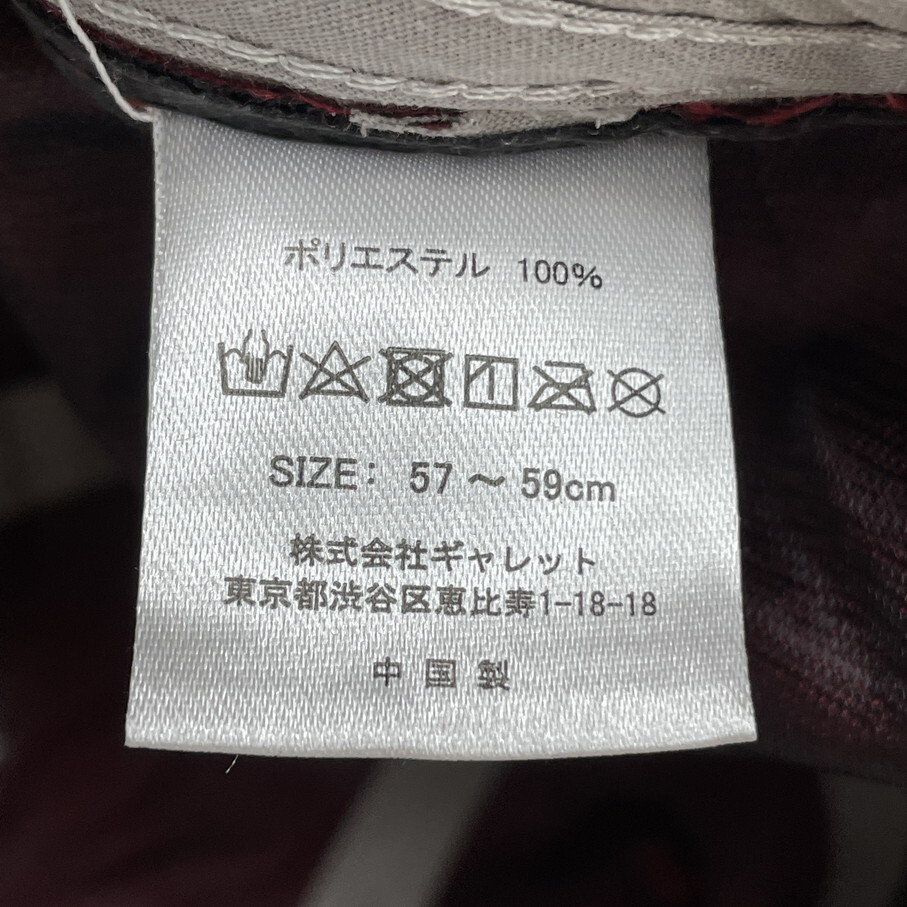 ポリエステル 100%
SIZE: 57 〜 59cm
株式会社ギャレット
東京都渋谷区恵比寿1-18-18
中国製